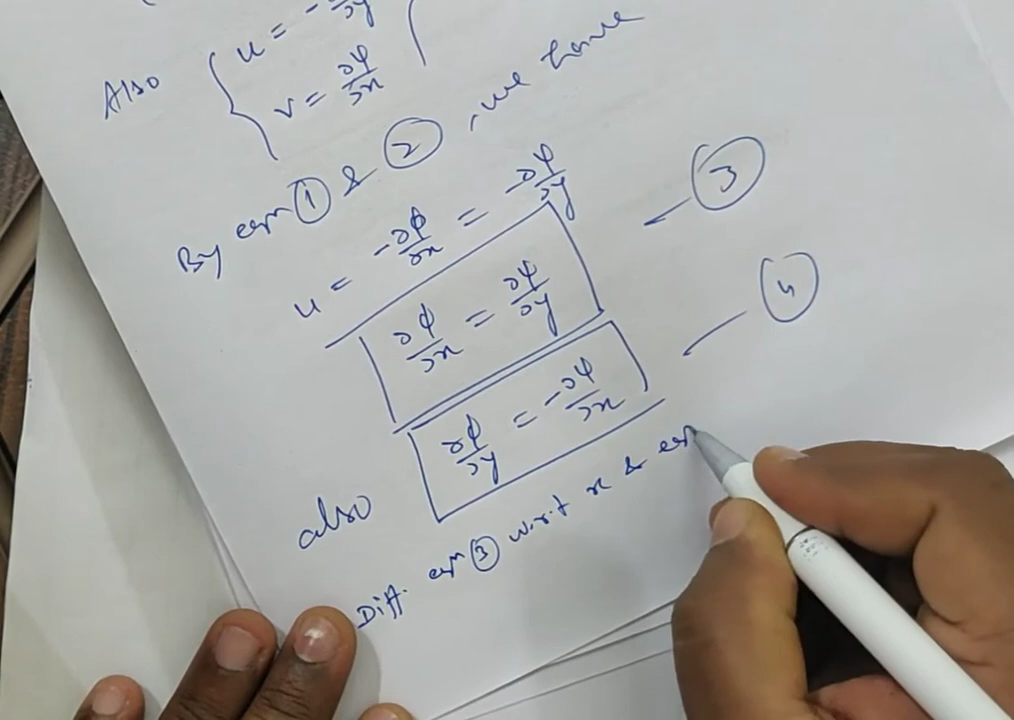 Also { u = -∂ψ/∂y
v = ∂ψ/∂x
By eqn ① & ②, we have
u = -∂ϕ/∂x = -∂ψ/∂y — ③
∂ϕ/∂x = ∂ψ/∂y
also ∂ϕ/∂y = -∂ψ/∂x — ④
Diff. eqn ③ w.r.t x & eqn